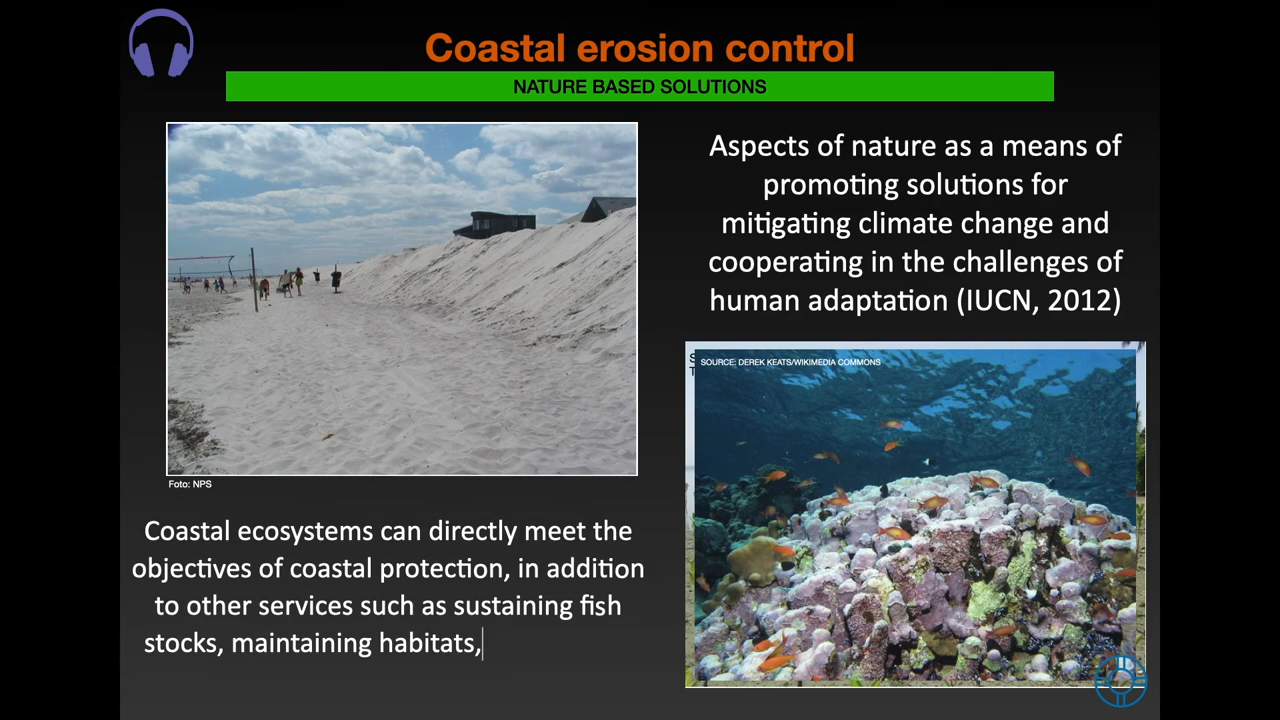 Coastal erosion control
NATURE BASED SOLUTIONS
Aspects of nature as a means of
promoting solutions for
mitigating climate change and
cooperating in the challenges of
human adaptation (IUCN, 2012)
SOURCE: DEREK KEATS/WIKIMEDIA COMMONS
Foto: NPS
Coastal ecosystems can directly meet the
objectives of coastal protection, in addition
to other services such as sustaining fish
stocks, maintaining habitats,